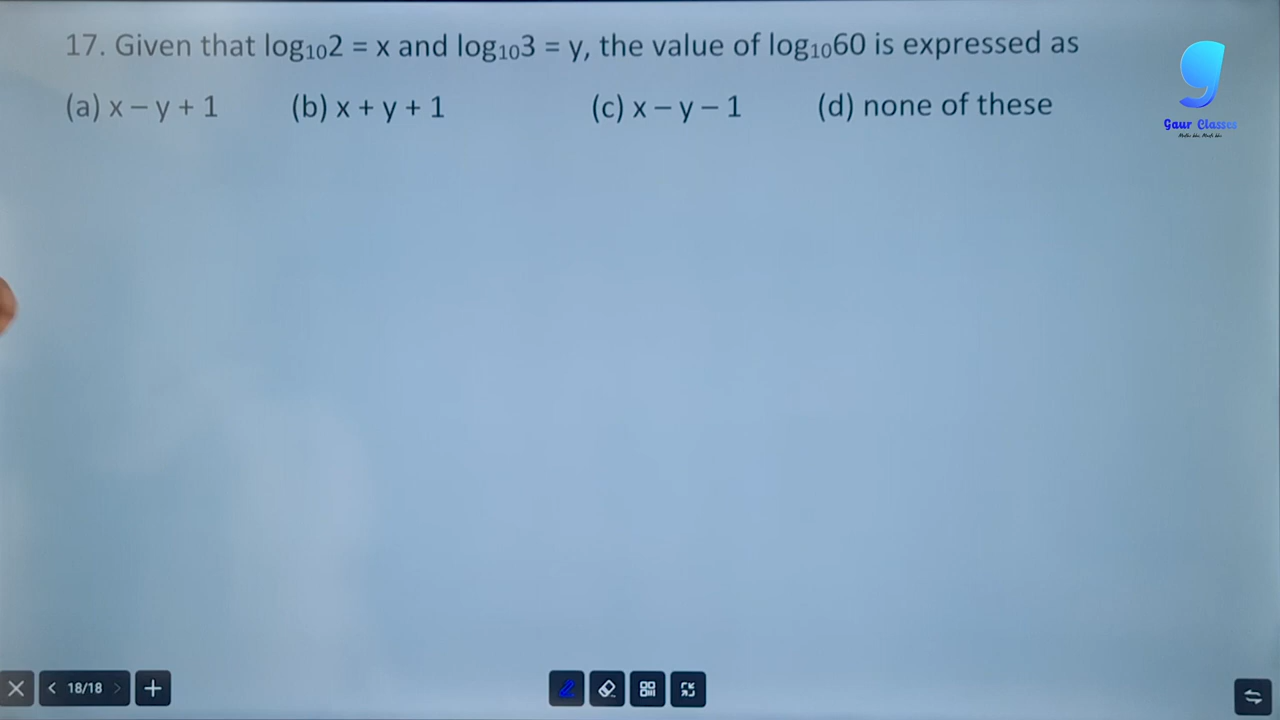 17. Given that log₁₀2 = x and log₁₀3 = y, the value of log₁₀60 is expressed as
(a) x – y + 1 (b) x + y + 1 (c) x – y – 1 (d) none of these
Gaur Classes
18/18